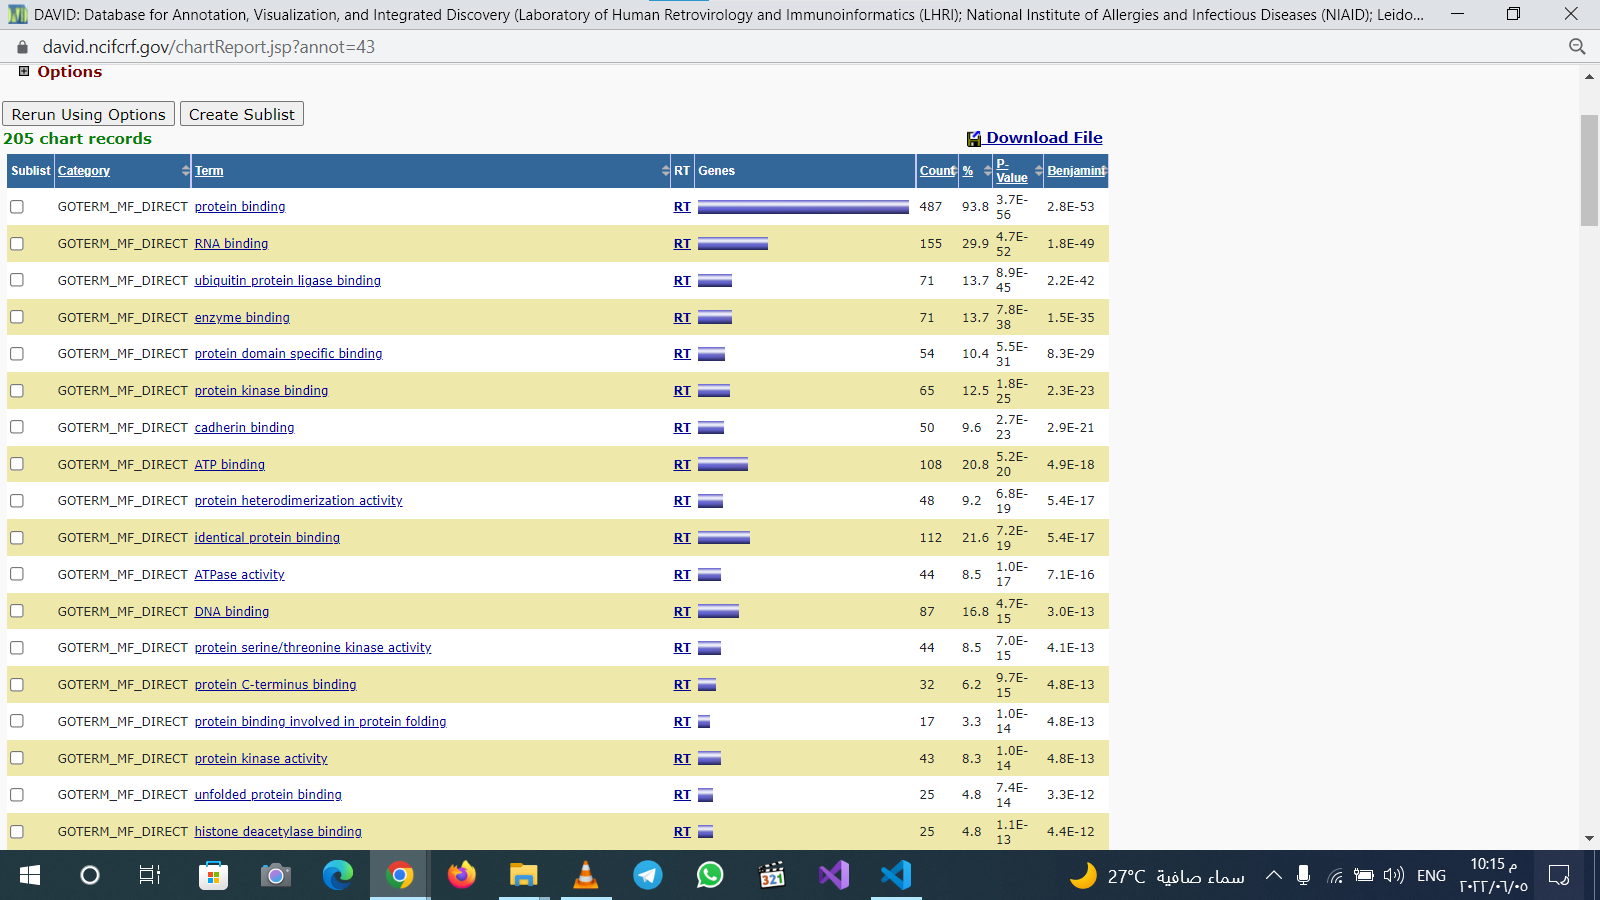 DAVID: Database for Annotation, Visualization, and Integrated Discovery (Laboratory of Human Retrovirology and Immunoinformatics (LHRI); National Institute of Allergies and Infectious Diseases (NIAID); Leido...
david.ncifcrf.gov/chartReport.jsp?annot=43
Options
Rerun Using Options Create Sublist
205 chart records Download File
Sublist Category Term RT Genes Count % P-Value Benjamini
GOTERM_MF_DIRECT protein binding RT 487 93.8 3.7E-56 2.8E-53
GOTERM_MF_DIRECT RNA binding RT 155 29.9 4.7E-52 1.8E-49
GOTERM_MF_DIRECT ubiquitin protein ligase binding RT 71 13.7 8.9E-45 2.2E-42
GOTERM_MF_DIRECT enzyme binding RT 71 13.7 7.8E-38 1.5E-35
GOTERM_MF_DIRECT protein domain specific binding RT 54 10.4 5.5E-31 8.3E-29
GOTERM_MF_DIRECT protein kinase binding RT 65 12.5 1.8E-25 2.3E-23
GOTERM_MF_DIRECT cadherin binding RT 50 9.6 2.7E-23 2.9E-21
GOTERM_MF_DIRECT ATP binding RT 108 20.8 5.2E-20 4.9E-18
GOTERM_MF_DIRECT protein heterodimerization activity RT 48 9.2 6.8E-19 5.4E-17
GOTERM_MF_DIRECT identical protein binding RT 112 21.6 7.2E-19 5.4E-17
GOTERM_MF_DIRECT ATPase activity RT 44 8.5 1.0E-17 7.1E-16
GOTERM_MF_DIRECT DNA binding RT 87 16.8 4.7E-15 3.0E-13
GOTERM_MF_DIRECT protein serine/threonine kinase activity RT 44 8.5 7.0E-15 4.1E-13
GOTERM_MF_DIRECT protein C-terminus binding RT 32 6.2 9.7E-15 4.8E-13
GOTERM_MF_DIRECT protein binding involved in protein folding RT 17 3.3 1.0E-14 4.8E-13
GOTERM_MF_DIRECT protein kinase activity RT 43 8.3 1.0E-14 4.8E-13
GOTERM_MF_DIRECT unfolded protein binding RT 25 4.8 7.4E-14 3.3E-12
GOTERM_MF_DIRECT histone deacetylase binding RT 25 4.8 1.1E-13 4.4E-12
321
27°C سماء صافية
ENG
10:15 م
٢٠٢٢/٠٦/٠٥